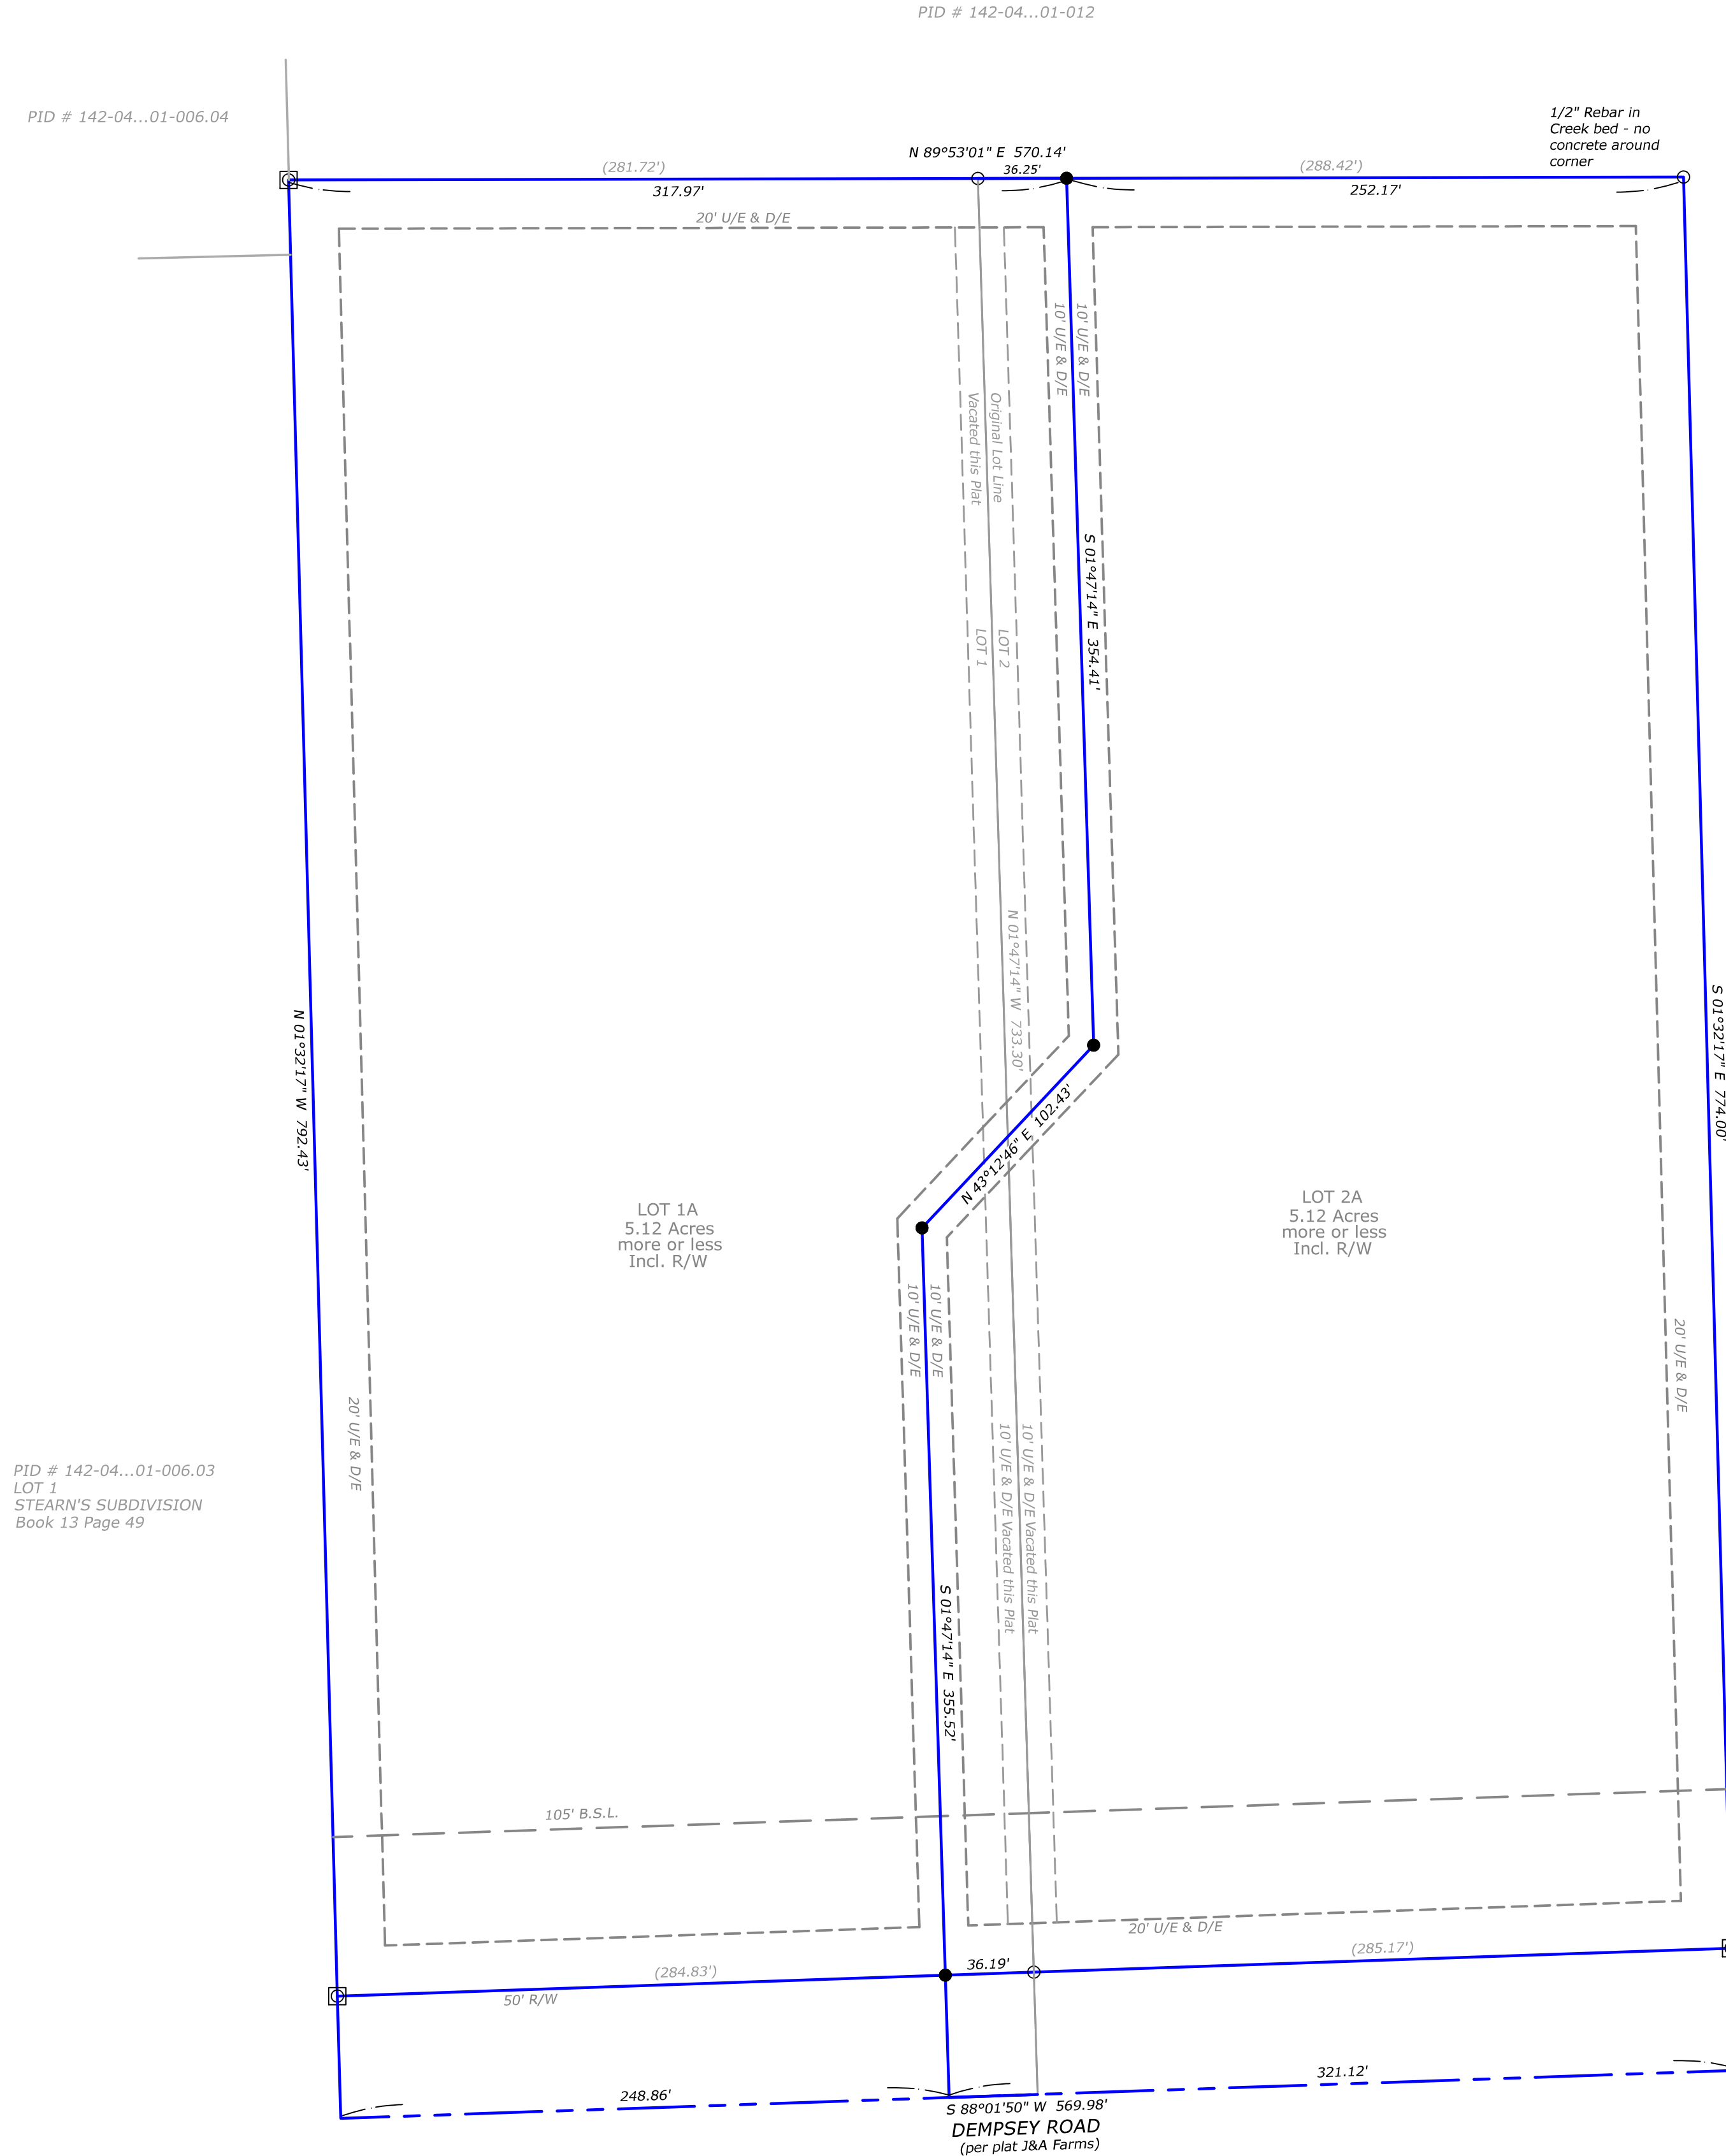 PID # 142-04...01-012
PID # 142-04...01-006.04
1/2" Rebar in
Creek bed - no
concrete around
corner
N 89°53'01" E  570.14'
(281.72')
36.25'
(288.42')
317.97'
252.17'
20' U/E & D/E
10' U/E & D/E
10' U/E & D/E
Vacated this Plat
Original Lot Line
S 01°47'14" E  354.41'
LOT 1
LOT 2
N 01°47'14" W  733.30'
N 01°32'17" W  792.43'
S 01°32'17" E  774.00'
N 43°12'46" E  102.43'
LOT 1A
5.12 Acres
more or less
Incl. R/W
LOT 2A
5.12 Acres
more or less
Incl. R/W
10' U/E & D/E
10' U/E & D/E
20' U/E & D/E
20' U/E & D/E
10' U/E & D/E Vacated this Plat
10' U/E & D/E Vacated this Plat
PID # 142-04...01-006.03
LOT 1
STEARN'S SUBDIVISION
Book 13 Page 49
S 01°47'14" E  355.52'
105' B.S.L.
20' U/E & D/E
(284.83')
36.19'
(285.17')
50' R/W
248.86'
321.12'
S 88°01'50" W  569.98'
DEMPSEY ROAD
(per plat J&A Farms)